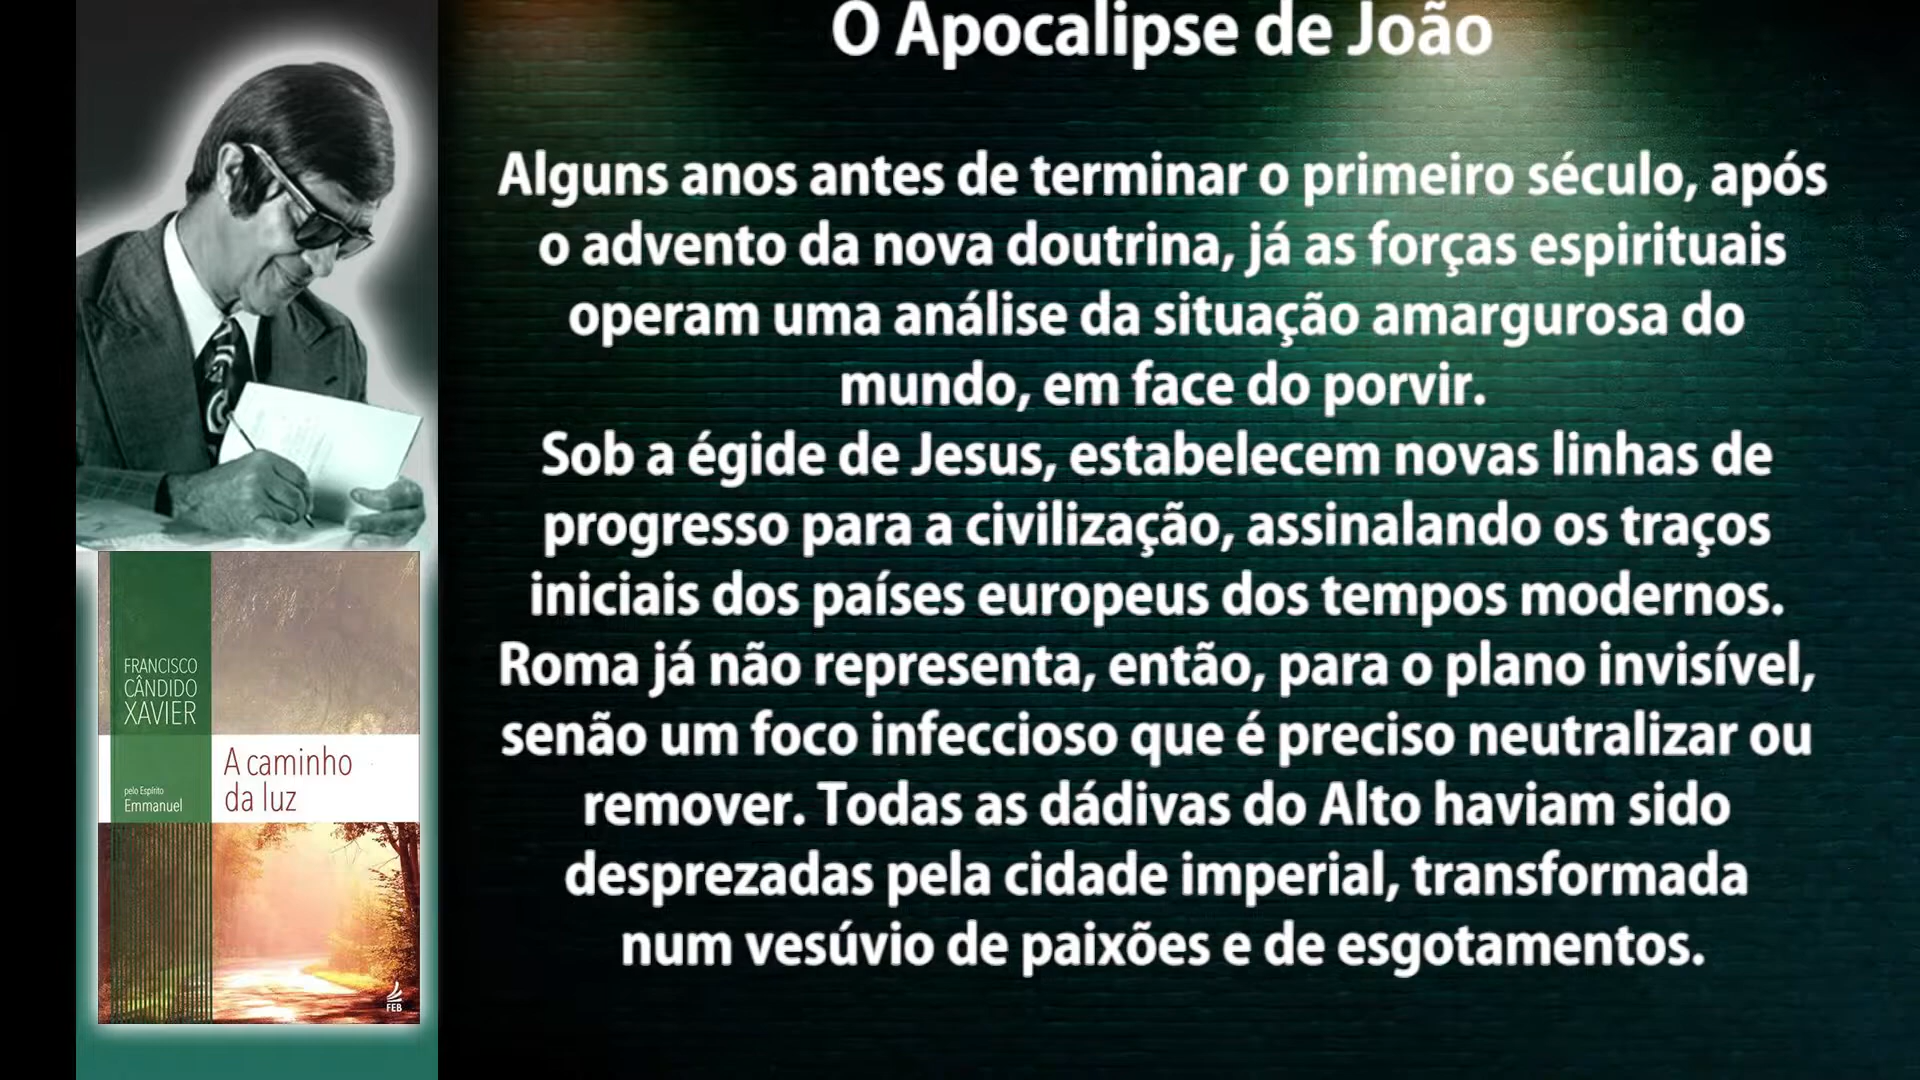 O Apocalipse de João
Alguns anos antes de terminar o primeiro século, após
o advento da nova doutrina, já as forças espirituais
operam uma análise da situação amargurosa do
mundo, em face do porvir.
Sob a égide de Jesus, estabelecem novas linhas de
progresso para a civilização, assinalando os traços
iniciais dos países europeus dos tempos modernos.
Roma já não representa, então, para o plano invisível,
senão um foco infeccioso que é preciso neutralizar ou
remover. Todas as dádivas do Alto haviam sido
desprezadas pela cidade imperial, transformada
num vesúvio de paixões e de esgotamentos.
FRANCISCO
CÂNDIDO
XAVIER
A caminho
da luz
pelo Espírito
Emmanuel
FEB